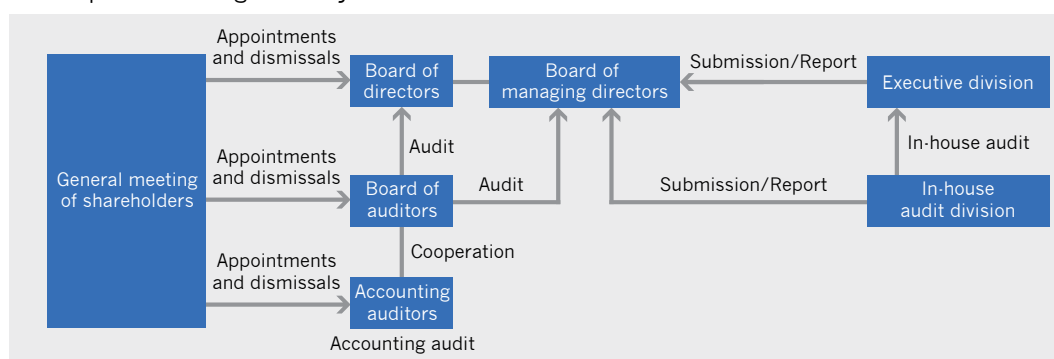 Appointments
and dismissals
Board of
directors
Board of
managing directors
Submission/Report
Executive division
Audit
In-house audit
General meeting
of shareholders
Appointments
and dismissals
Board of
auditors
Audit
Submission/Report
In-house
audit division
Cooperation
Appointments
and dismissals
Accounting
auditors
Accounting audit